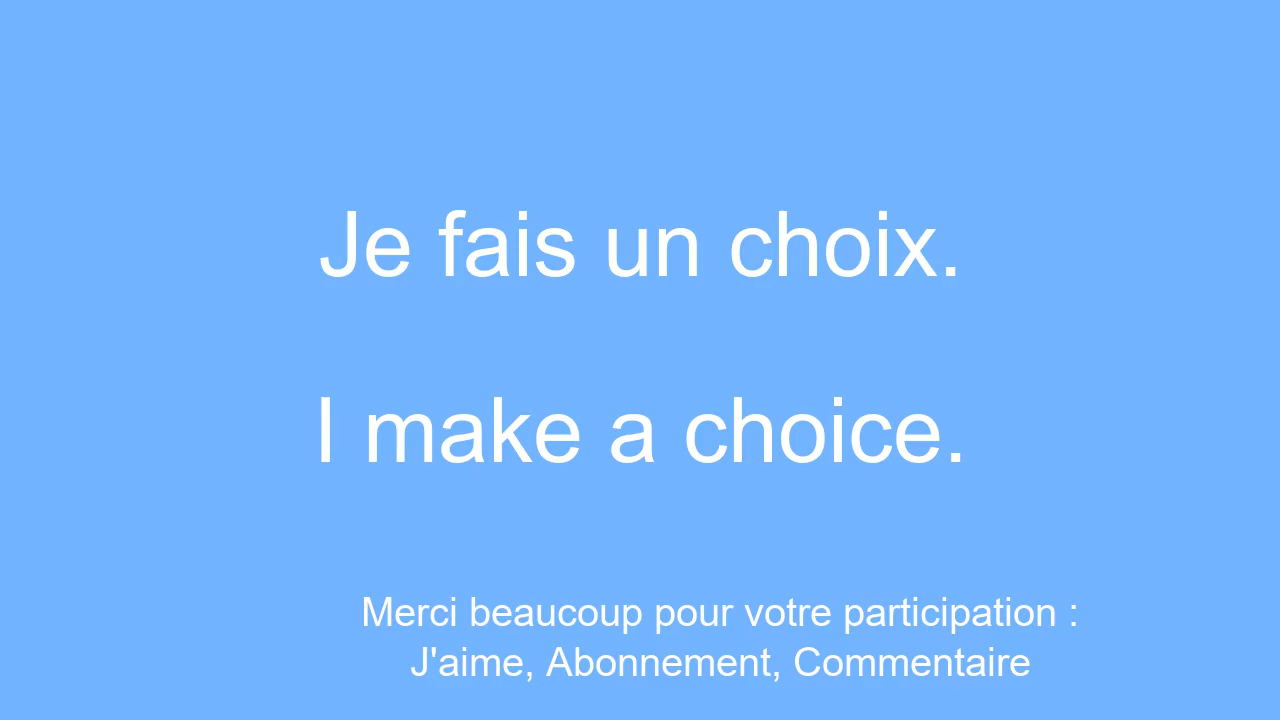 Je fais un choix.
I make a choice.
Merci beaucoup pour votre participation :
J'aime, Abonnement, Commentaire